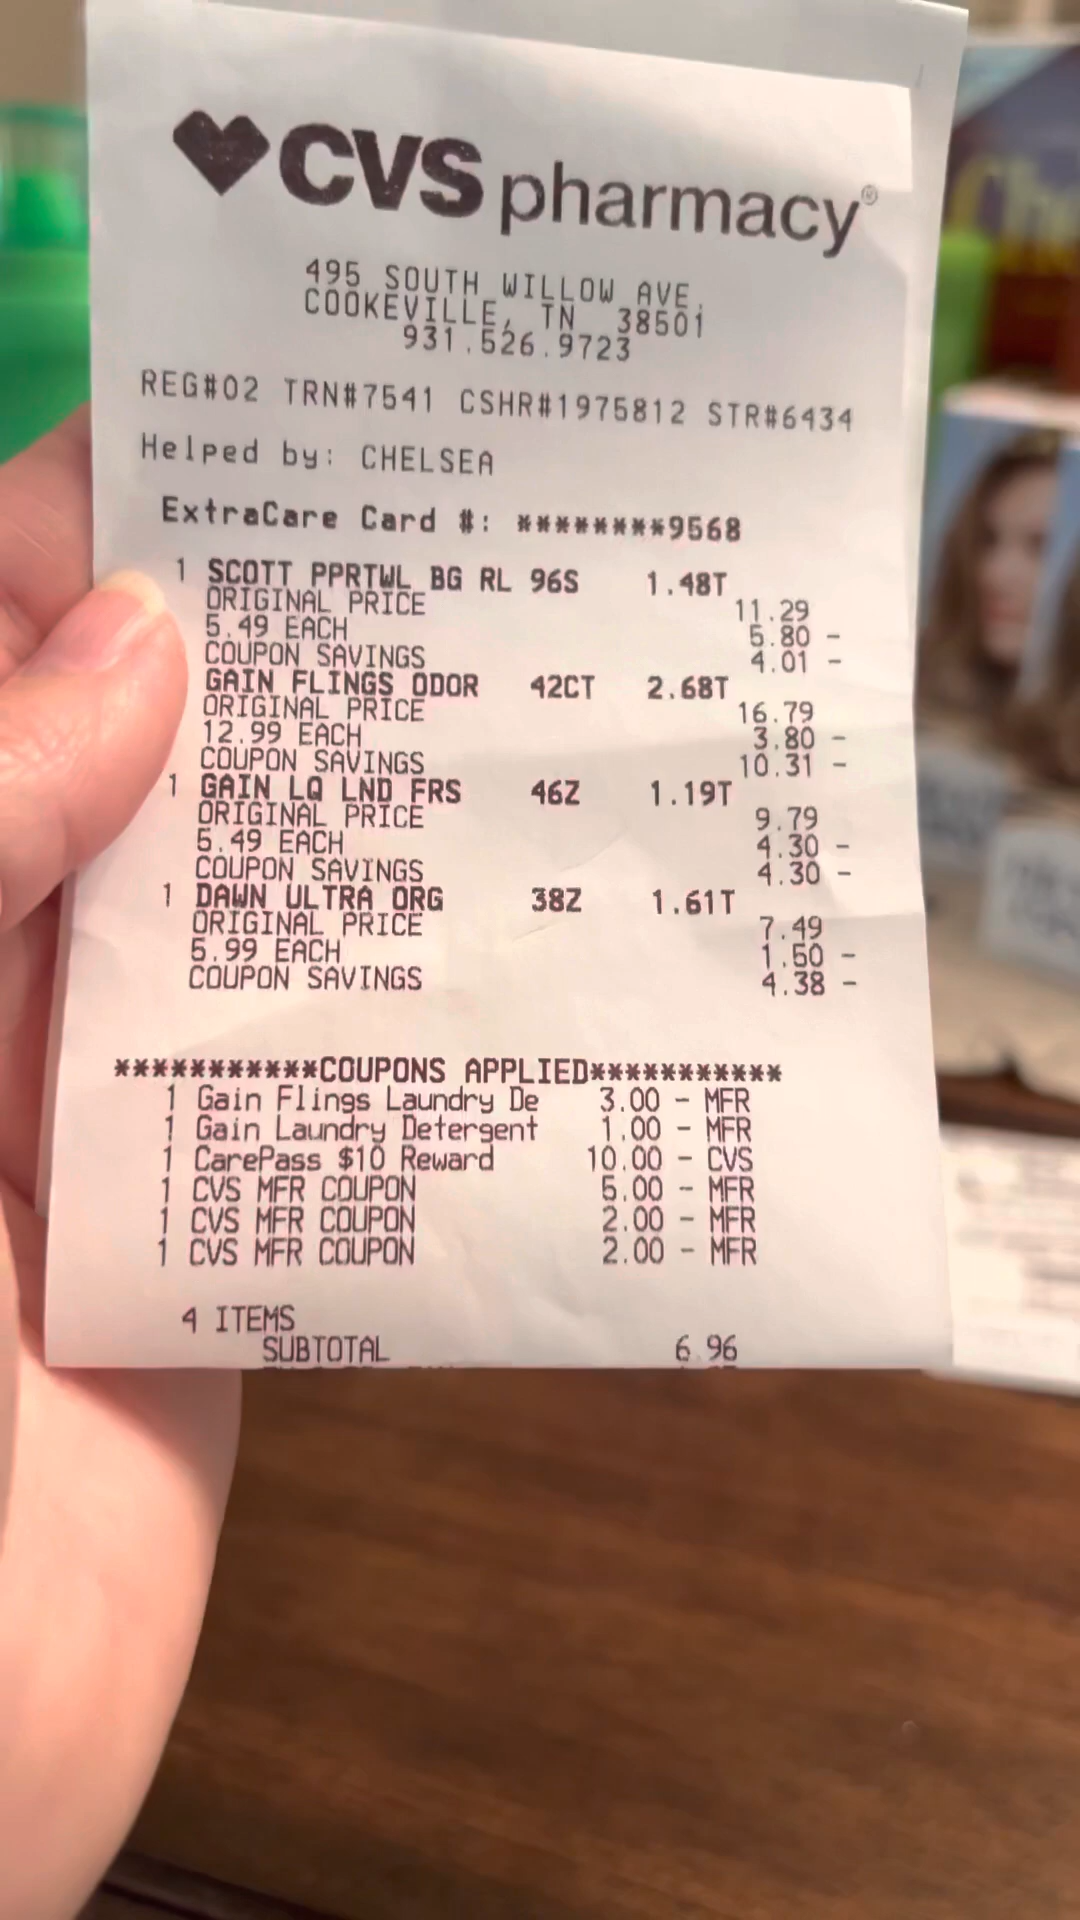 CVS pharmacy®
495 SOUTH WILLOW AVE.
COOKEVILLE, TN 38501
931.526.9723
REG#02 TRN#7541 CSHR#1975812 STR#6434
Helped by: CHELSEA
ExtraCare Card #: ********9568
1 SCOTT PPRTWL BG RL 96S 1.48T
ORIGINAL PRICE 11.29
5.49 EACH 5.80 -
COUPON SAVINGS 4.01 -
GAIN FLINGS ODOR 42CT 2.68T
ORIGINAL PRICE 16.79
12.99 EACH 3.80 -
COUPON SAVINGS 10.31 -
1 GAIN LQ LND FRS 46Z 1.19T
ORIGINAL PRICE 9.79
5.49 EACH 4.30 -
COUPON SAVINGS 4.30 -
1 DAWN ULTRA ORG 38Z 1.61T
ORIGINAL PRICE 7.49
5.99 EACH 1.50 -
COUPON SAVINGS 4.38 -
***********COUPONS APPLIED***********
1 Gain Flings Laundry De 3.00 - MFR
1 Gain Laundry Detergent 1.00 - MFR
1 CarePass $10 Reward 10.00 - CVS
1 CVS MFR COUPON 5.00 - MFR
1 CVS MFR COUPON 2.00 - MFR
1 CVS MFR COUPON 2.00 - MFR
4 ITEMS
SUBTOTAL 6.96